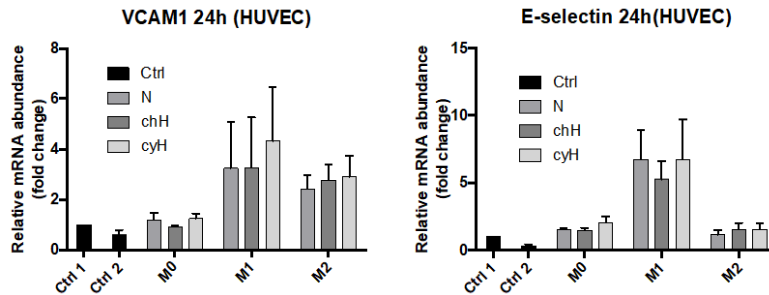 VCAM1 24h (HUVEC)
Relative mRNA abundance
(fold change)
8
6
4
2
0
Ctrl
N
chH
cyH
Ctrl 1
Ctrl 2
M0
M1
M2
E-selectin 24h(HUVEC)
Relative mRNA abundance
(fold change)
15
10
5
0
Ctrl
N
chH
cyH
Ctrl 1
Ctrl 2
M0
M1
M2